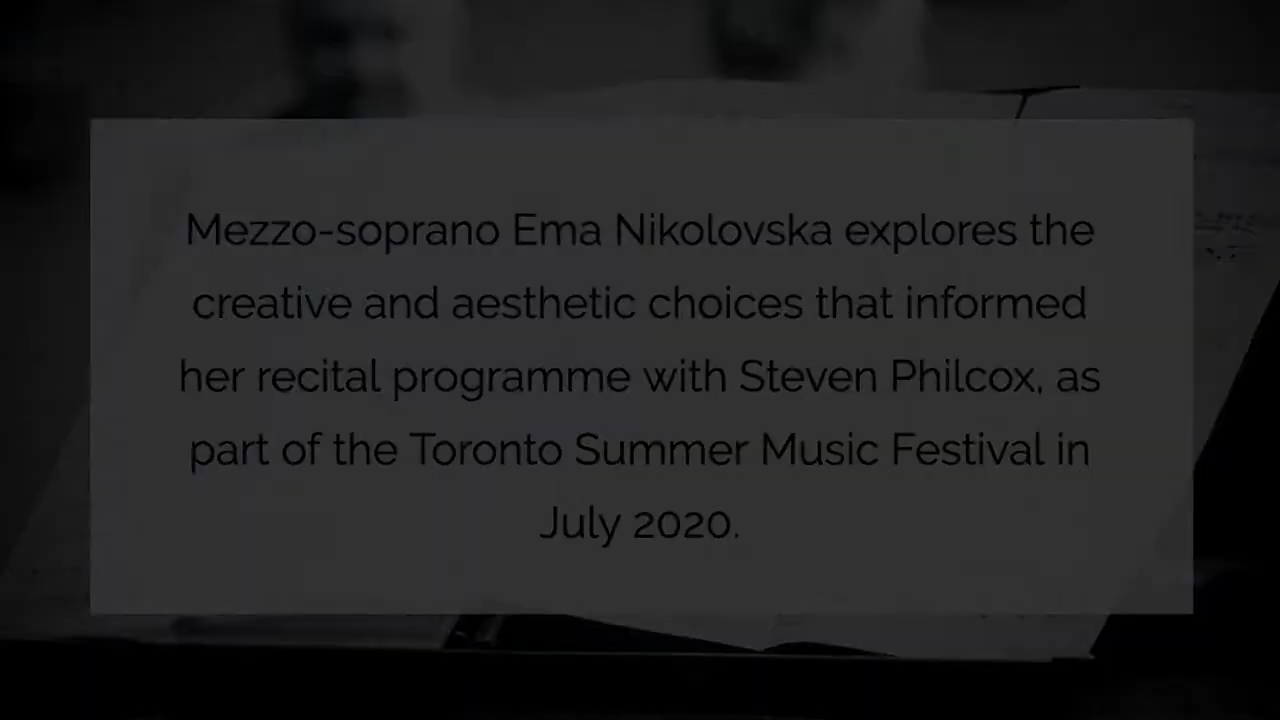 Mezzo-soprano Ema Nikolovska explores the
creative and aesthetic choices that informed
her recital programme with Steven Philcox, as
part of the Toronto Summer Music Festival in
July 2020.